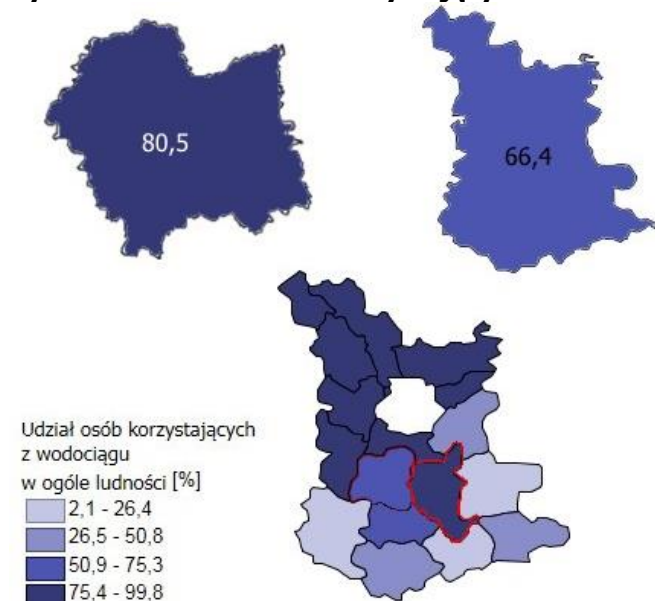 80,5
66,4
Udział osób korzystających
z wodociągu
w ogóle ludności [%]
2,1 - 26,4
26,5 - 50,8
50,9 - 75,3
75,4 - 99,8